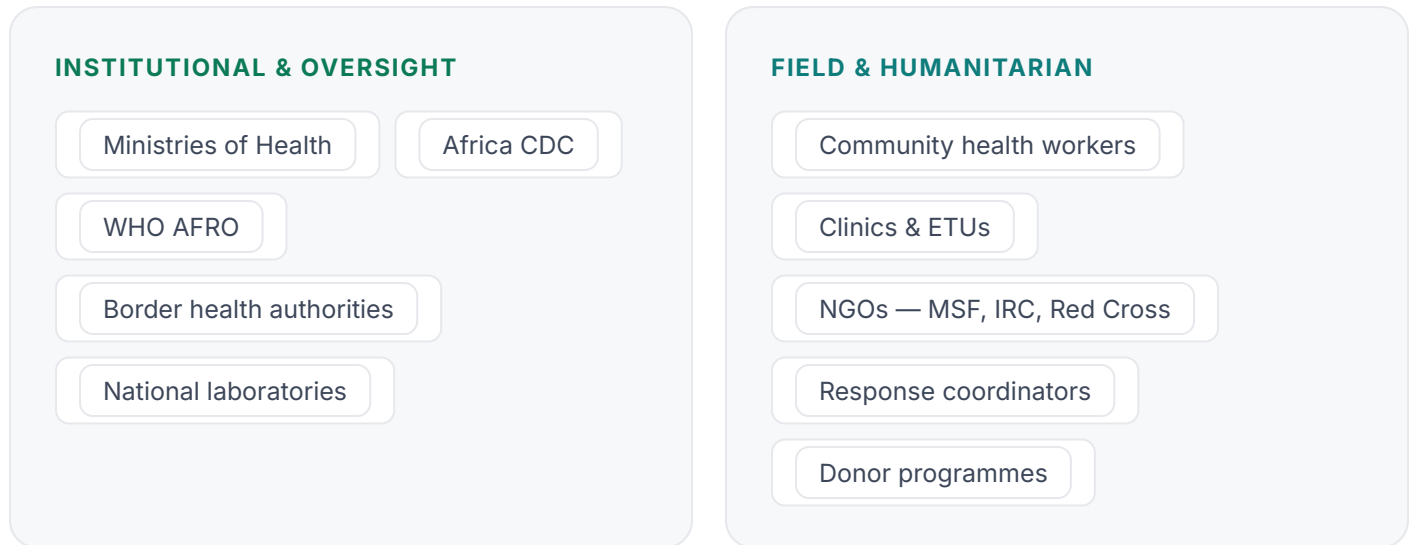 INSTITUTIONAL & OVERSIGHT
Ministries of Health
Africa CDC
WHO AFRO
Border health authorities
National laboratories
FIELD & HUMANITARIAN
Community health workers
Clinics & ETUs
NGOs — MSF, IRC, Red Cross
Response coordinators
Donor programmes